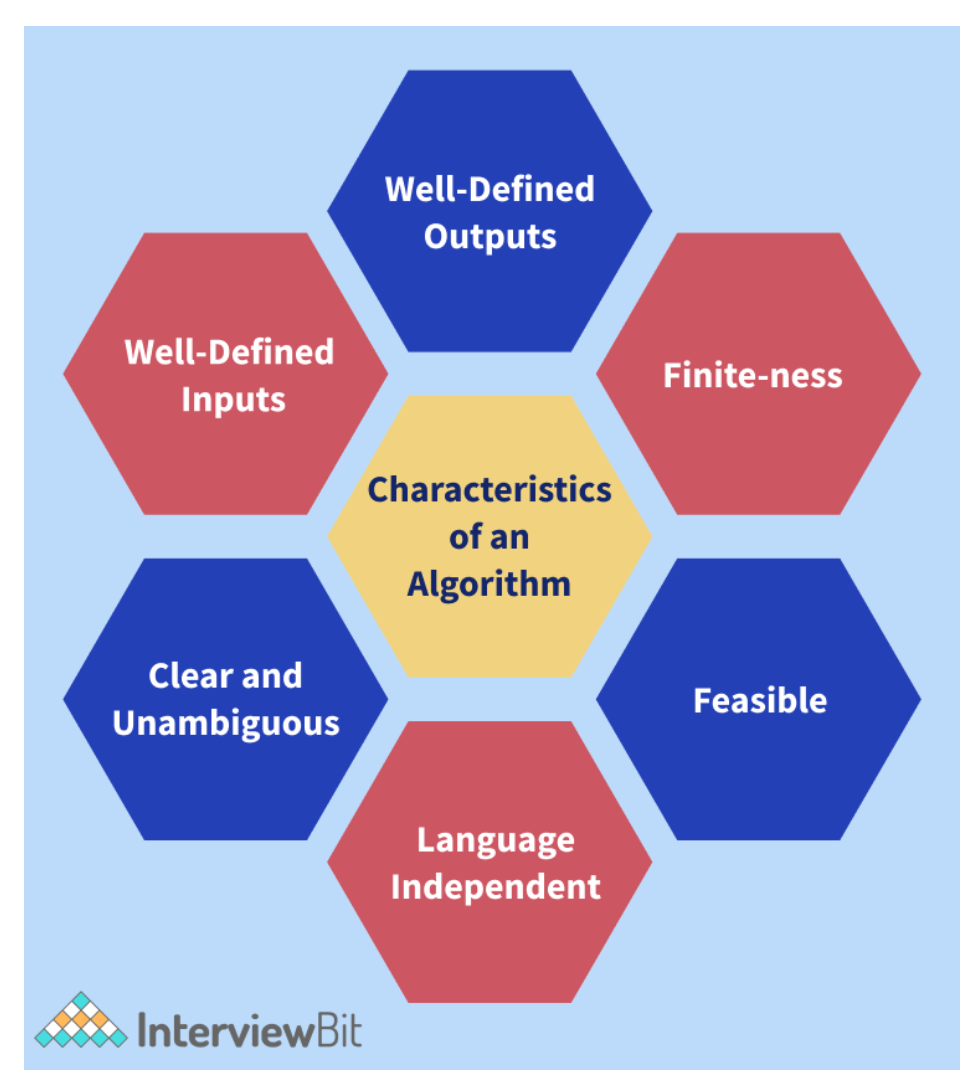 Well-Defined
Outputs
Well-Defined
Inputs
Finite-ness
Characteristics
of an
Algorithm
Clear and
Unambiguous
Feasible
Language
Independent
InterviewBit